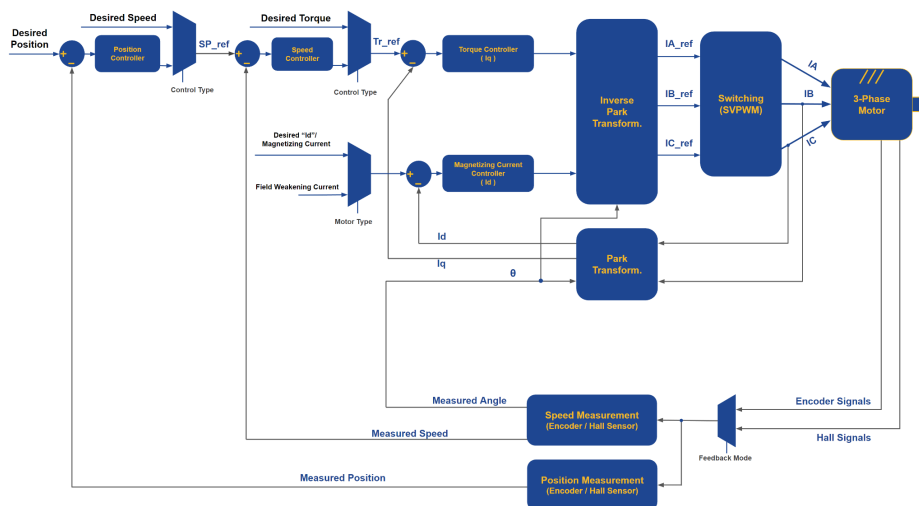 Desired Speed
Desired Torque
Desired
Position
+
−
Position
Controller
SP_ref
+
−
Speed
Controller
Tr_ref
+
−
Torque Controller
( Iq )
Control Type
Control Type
IA_ref
IB_ref
IC_ref
Inverse
Park
Transform.
Switching
(SVPWM)
IA
IB
IC
3-Phase
Motor
Desired “Id”/
Magnetizing Current
Field Weakening Current
Motor Type
+
−
Magnetizing Current
Controller
( Id )
Id
Iq
θ
Park
Transform.
Measured Angle
Measured Speed
Measured Position
Speed Measurement
(Encoder / Hall Sensor)
Position Measurement
(Encoder / Hall Sensor)
Encoder Signals
Hall Signals
Feedback Mode